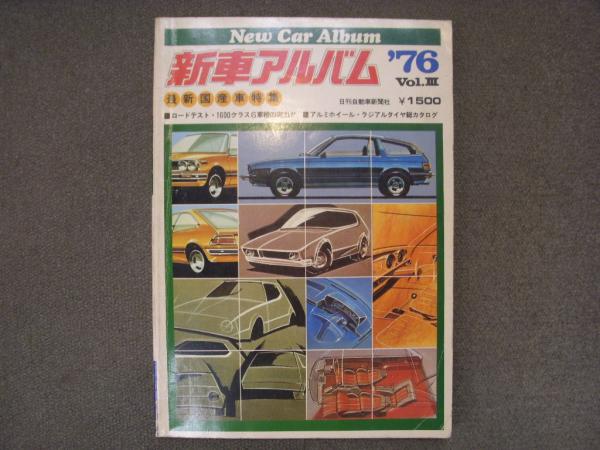 New Car Album
新車アルバム
'76
Vol.Ⅲ
最新国産車特集
日刊自動車新聞社
¥1500
■ロードテスト・1600クラス6車種の実力!!
■アルミホイール・ラジアルタイヤ総カタログ